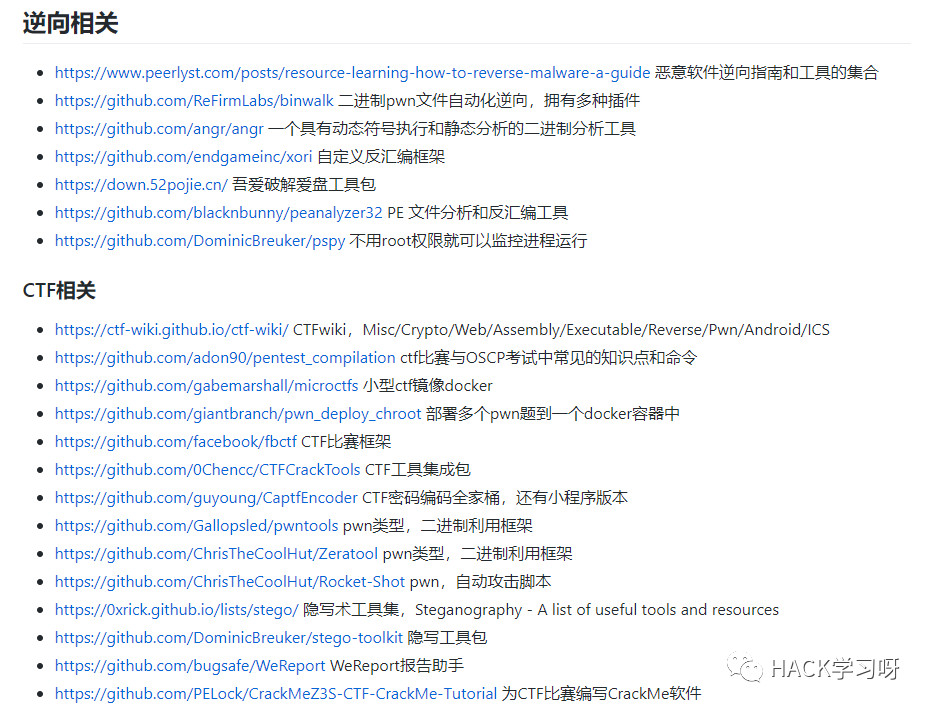 逆向相关
https://www.peerlyst.com/posts/resource-learning-how-to-reverse-malware-a-guide 恶意软件逆向指南和工具的集合
https://github.com/ReFirmLabs/binwalk 二进制pwn文件自动化逆向，拥有多种插件
https://github.com/angr/angr 一个具有动态符号执行和静态分析的二进制分析工具
https://github.com/endgameinc/xori 自定义反汇编框架
https://down.52pojie.cn/ 吾爱破解爱盘工具包
https://github.com/blacknbunny/peanalyzer32 PE 文件分析和反汇编工具
https://github.com/DominicBreuker/pspy 不用root权限就可以监控进程运行
CTF相关
https://ctf-wiki.github.io/ctf-wiki/ CTFwiki，Misc/Crypto/Web/Assembly/Executable/Reverse/Pwn/Android/ICS
https://github.com/adon90/pentest_compilation ctf比赛与OSCP考试中常见的知识点和命令
https://github.com/gabemarshall/microctfs 小型ctf镜像docker
https://github.com/giantbranch/pwn_deploy_chroot 部署多个pwn题到一个docker容器中
https://github.com/facebook/fbctf CTF比赛框架
https://github.com/0Chencc/CTFCrackTools CTF工具集成包
https://github.com/guyoung/CaptfEncoder CTF密码编码全家桶，还有小程序版本
https://github.com/Gallopsled/pwntools pwn类型，二进制利用框架
https://github.com/ChrisTheCoolHut/Zeratool pwn类型，二进制利用框架
https://github.com/ChrisTheCoolHut/Rocket-Shot pwn，自动攻击脚本
https://0xrick.github.io/lists/stego/ 隐写术工具集，Steganography - A list of useful tools and resources
https://github.com/DominicBreuker/stego-toolkit 隐写工具包
https://github.com/bugsafe/WeReport WeReport报告助手
https://github.com/PELock/CrackMeZ3S-CTF-CrackMe-Tutorial 为CTF比赛编写CrackMe软件
HACK学习呀